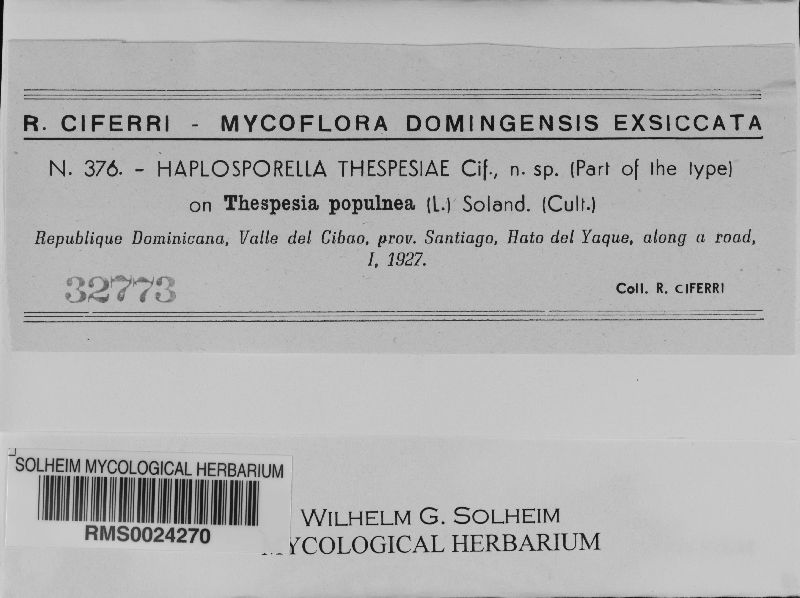 R. CIFERRI - MYCOFLORA DOMINGENSIS EXSICCATA
N. 376. - HAPLOSPORELLA THESPESIAE Cif., n. sp. (Part of the type)
on Thespesia populnea (L.) Soland. (Cult.)
Republique Dominicana, Valle del Cibao, prov. Santiago, Hato del Yaque, along a road,
I, 1927.
32773
Coll. R. CIFERRI
SOLHEIM MYCOLOGICAL HERBARIUM
RMS0024270
WILHELM G. SOLHEIM
MYCOLOGICAL HERBARIUM